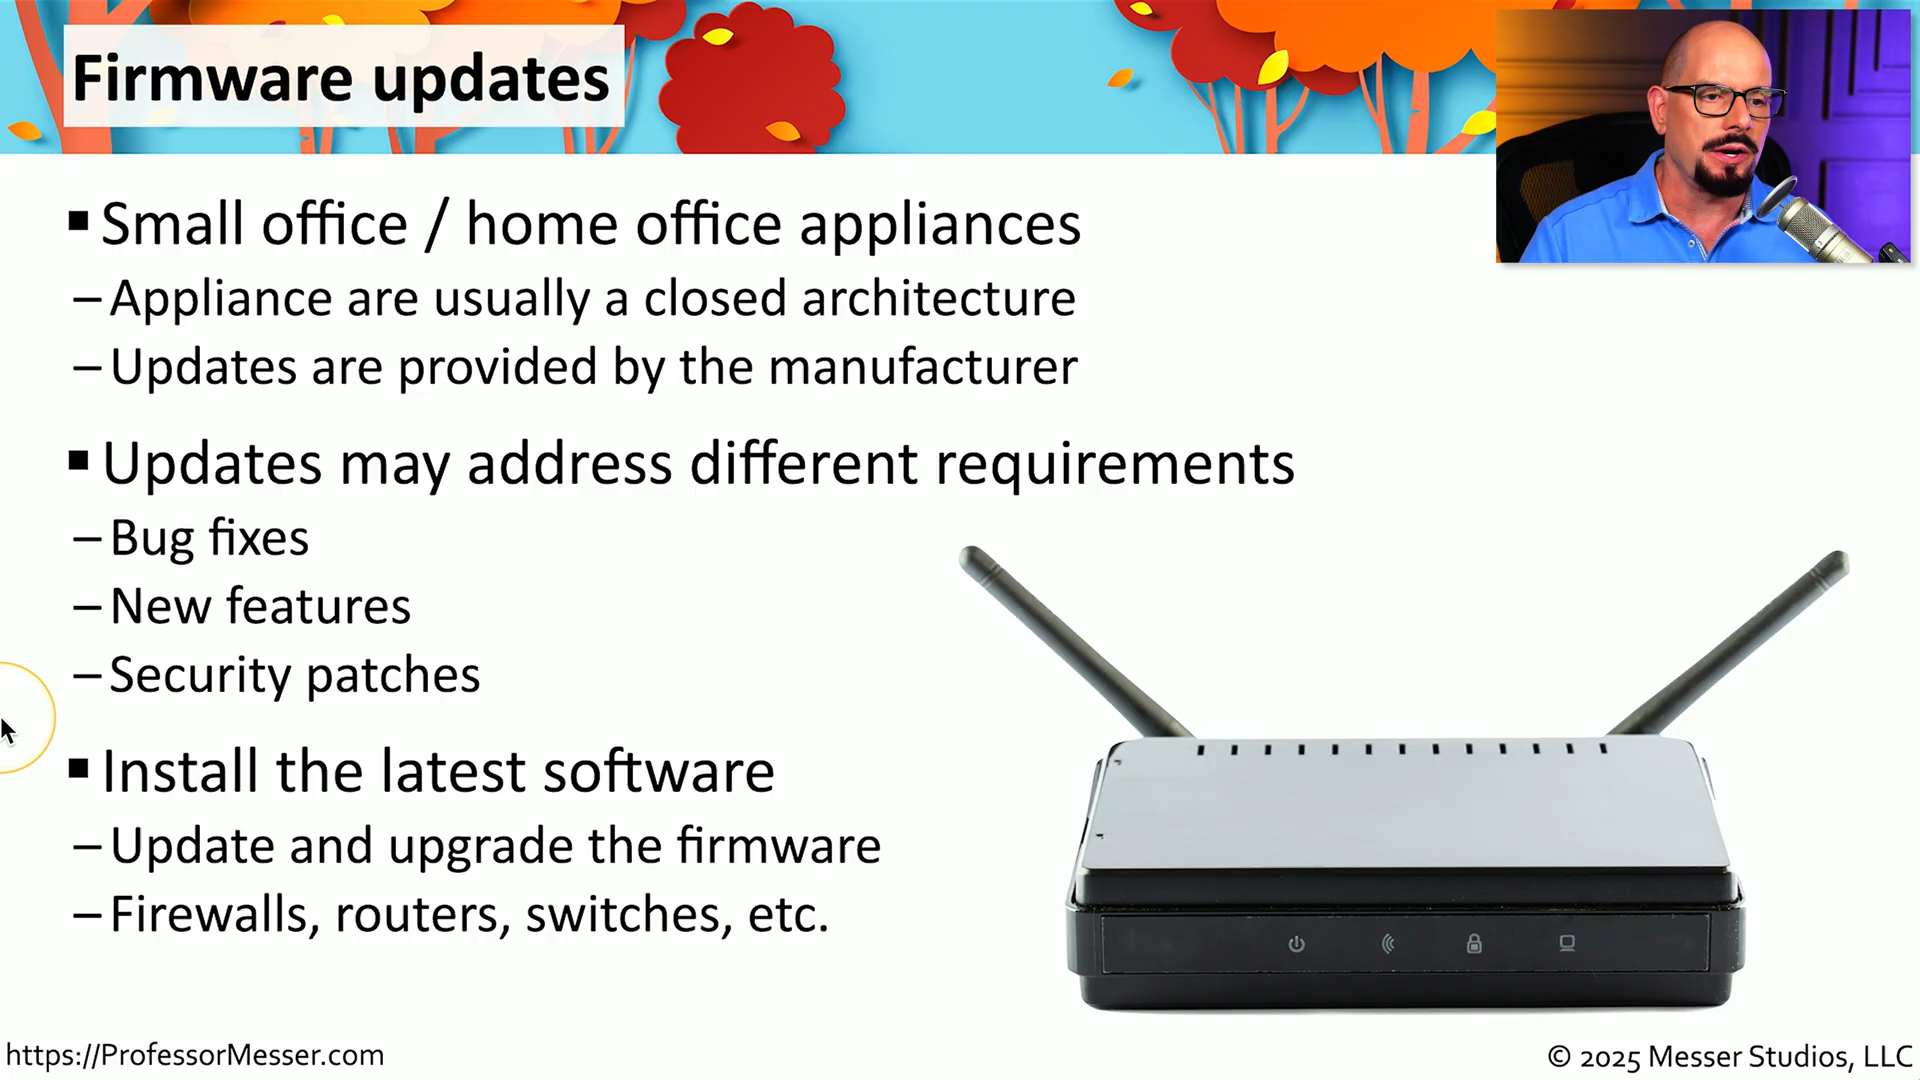 Firmware updates
▪ Small office / home office appliances
– Appliance are usually a closed architecture
– Updates are provided by the manufacturer
▪ Updates may address different requirements
– Bug fixes
– New features
– Security patches
▪ Install the latest software
– Update and upgrade the firmware
– Firewalls, routers, switches, etc.
https://ProfessorMesser.com
© 2025 Messer Studios, LLC